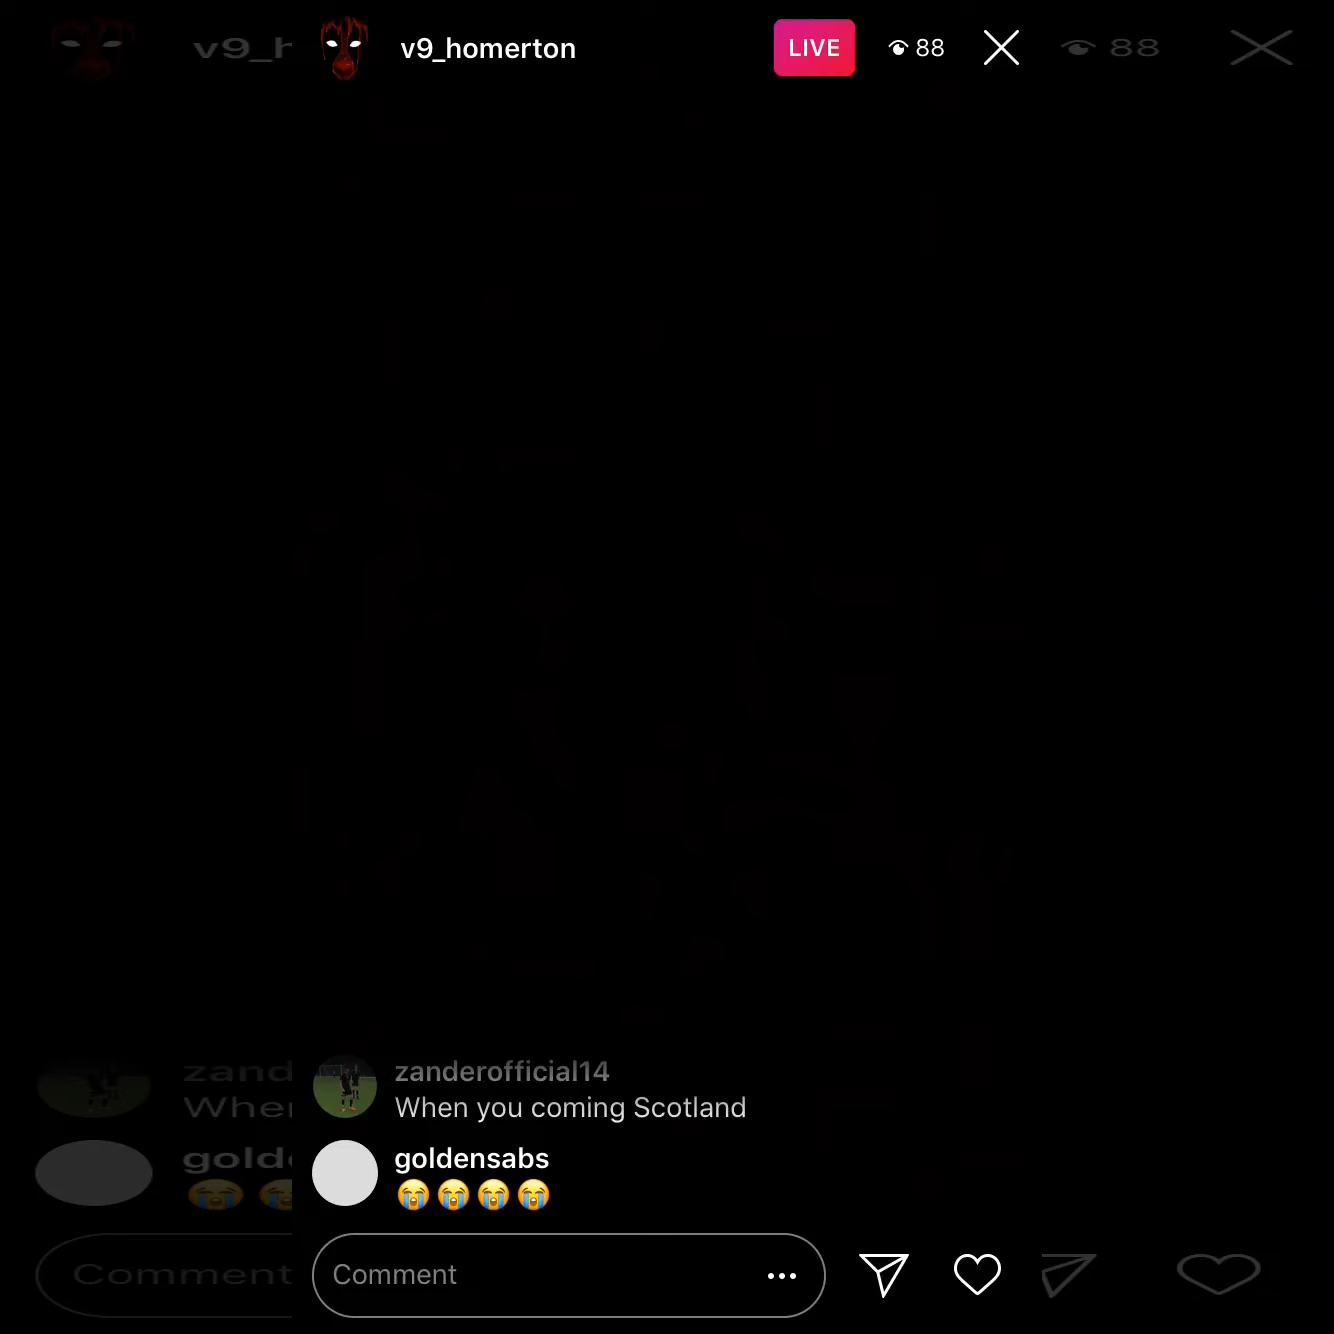 v9_homerton
LIVE
88
zanderofficial14
When you coming Scotland
goldensabs
😭😭😭😭
Comment